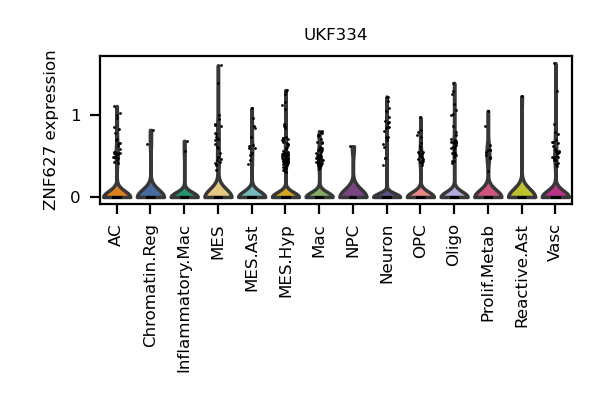 UKF334
ZNF627 expression
1
0
AC
Chromatin.Reg
Inflammatory.Mac
MES
MES.Ast
MES.Hyp
Mac
NPC
Neuron
OPC
Oligo
Prolif.Metab
Reactive.Ast
Vasc